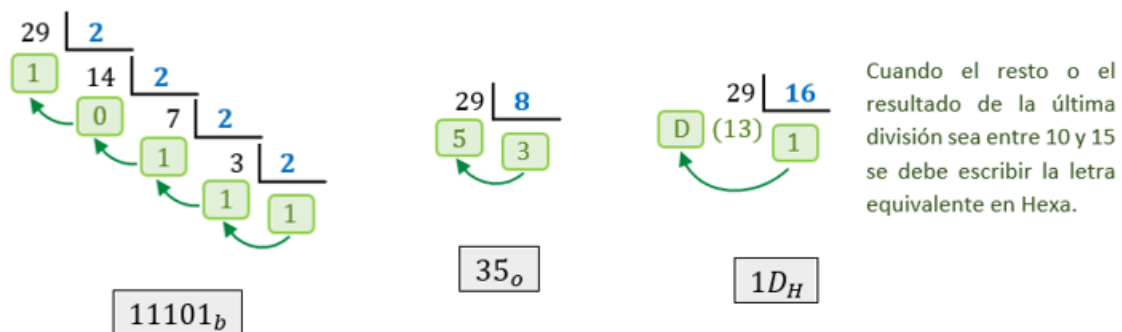 29 2
1 14 2
0 7 2
1 3 2
1 1
11101b
29 8
5 3
35o
29 16
D (13) 1
1DH
Cuando el resto o el
resultado de la última
división sea entre 10 y 15
se debe escribir la letra
equivalente en Hexa.